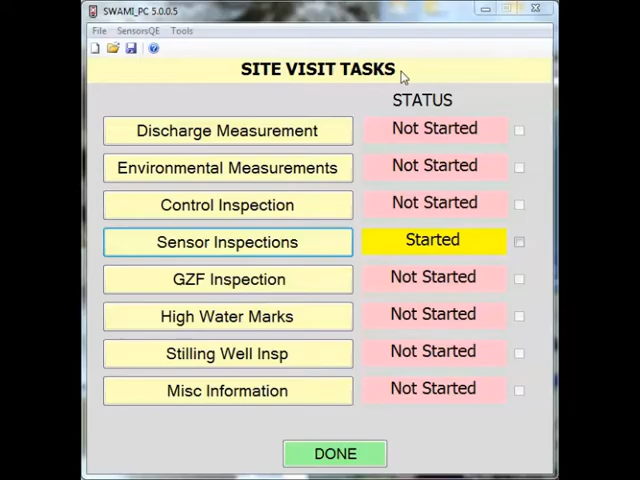 SWAMI_PC 5.0.0.5
File SensorsQE Tools
SITE VISIT TASKS
STATUS
Discharge Measurement Not Started
Environmental Measurements Not Started
Control Inspection Not Started
Sensor Inspections Started
GZF Inspection Not Started
High Water Marks Not Started
Stilling Well Insp Not Started
Misc Information Not Started
DONE